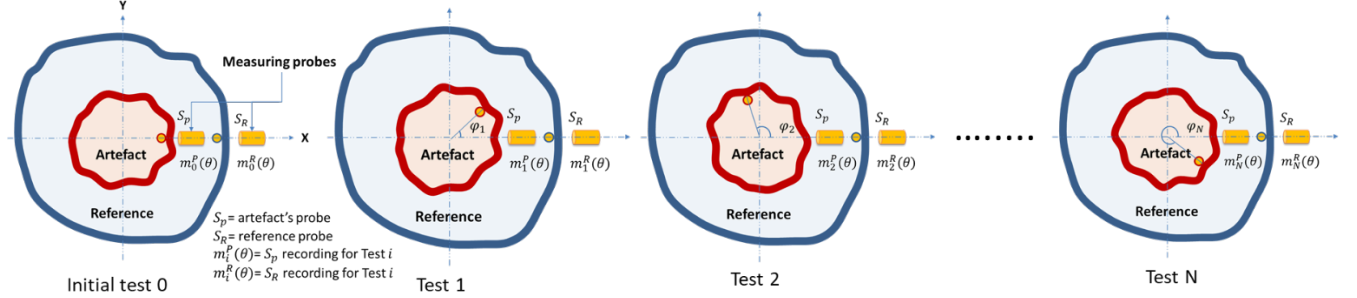 Y
Measuring probes
S_p S_R
X
Artefact
m_0^P(θ) m_0^R(θ)
Reference
S_p= artefact's probe
S_R= reference probe
m_i^P(θ)= S_p recording for Test i
m_i^R(θ)= S_R recording for Test i
Initial test 0
φ_1
S_p S_R
Artefact
m_1^P(θ) m_1^R(θ)
Reference
Test 1
φ_2
S_p S_R
Artefact
m_2^P(θ) m_2^R(θ)
Reference
Test 2
.......
φ_N
S_p S_R
Artefact
m_N^P(θ) m_N^R(θ)
Reference
Test N